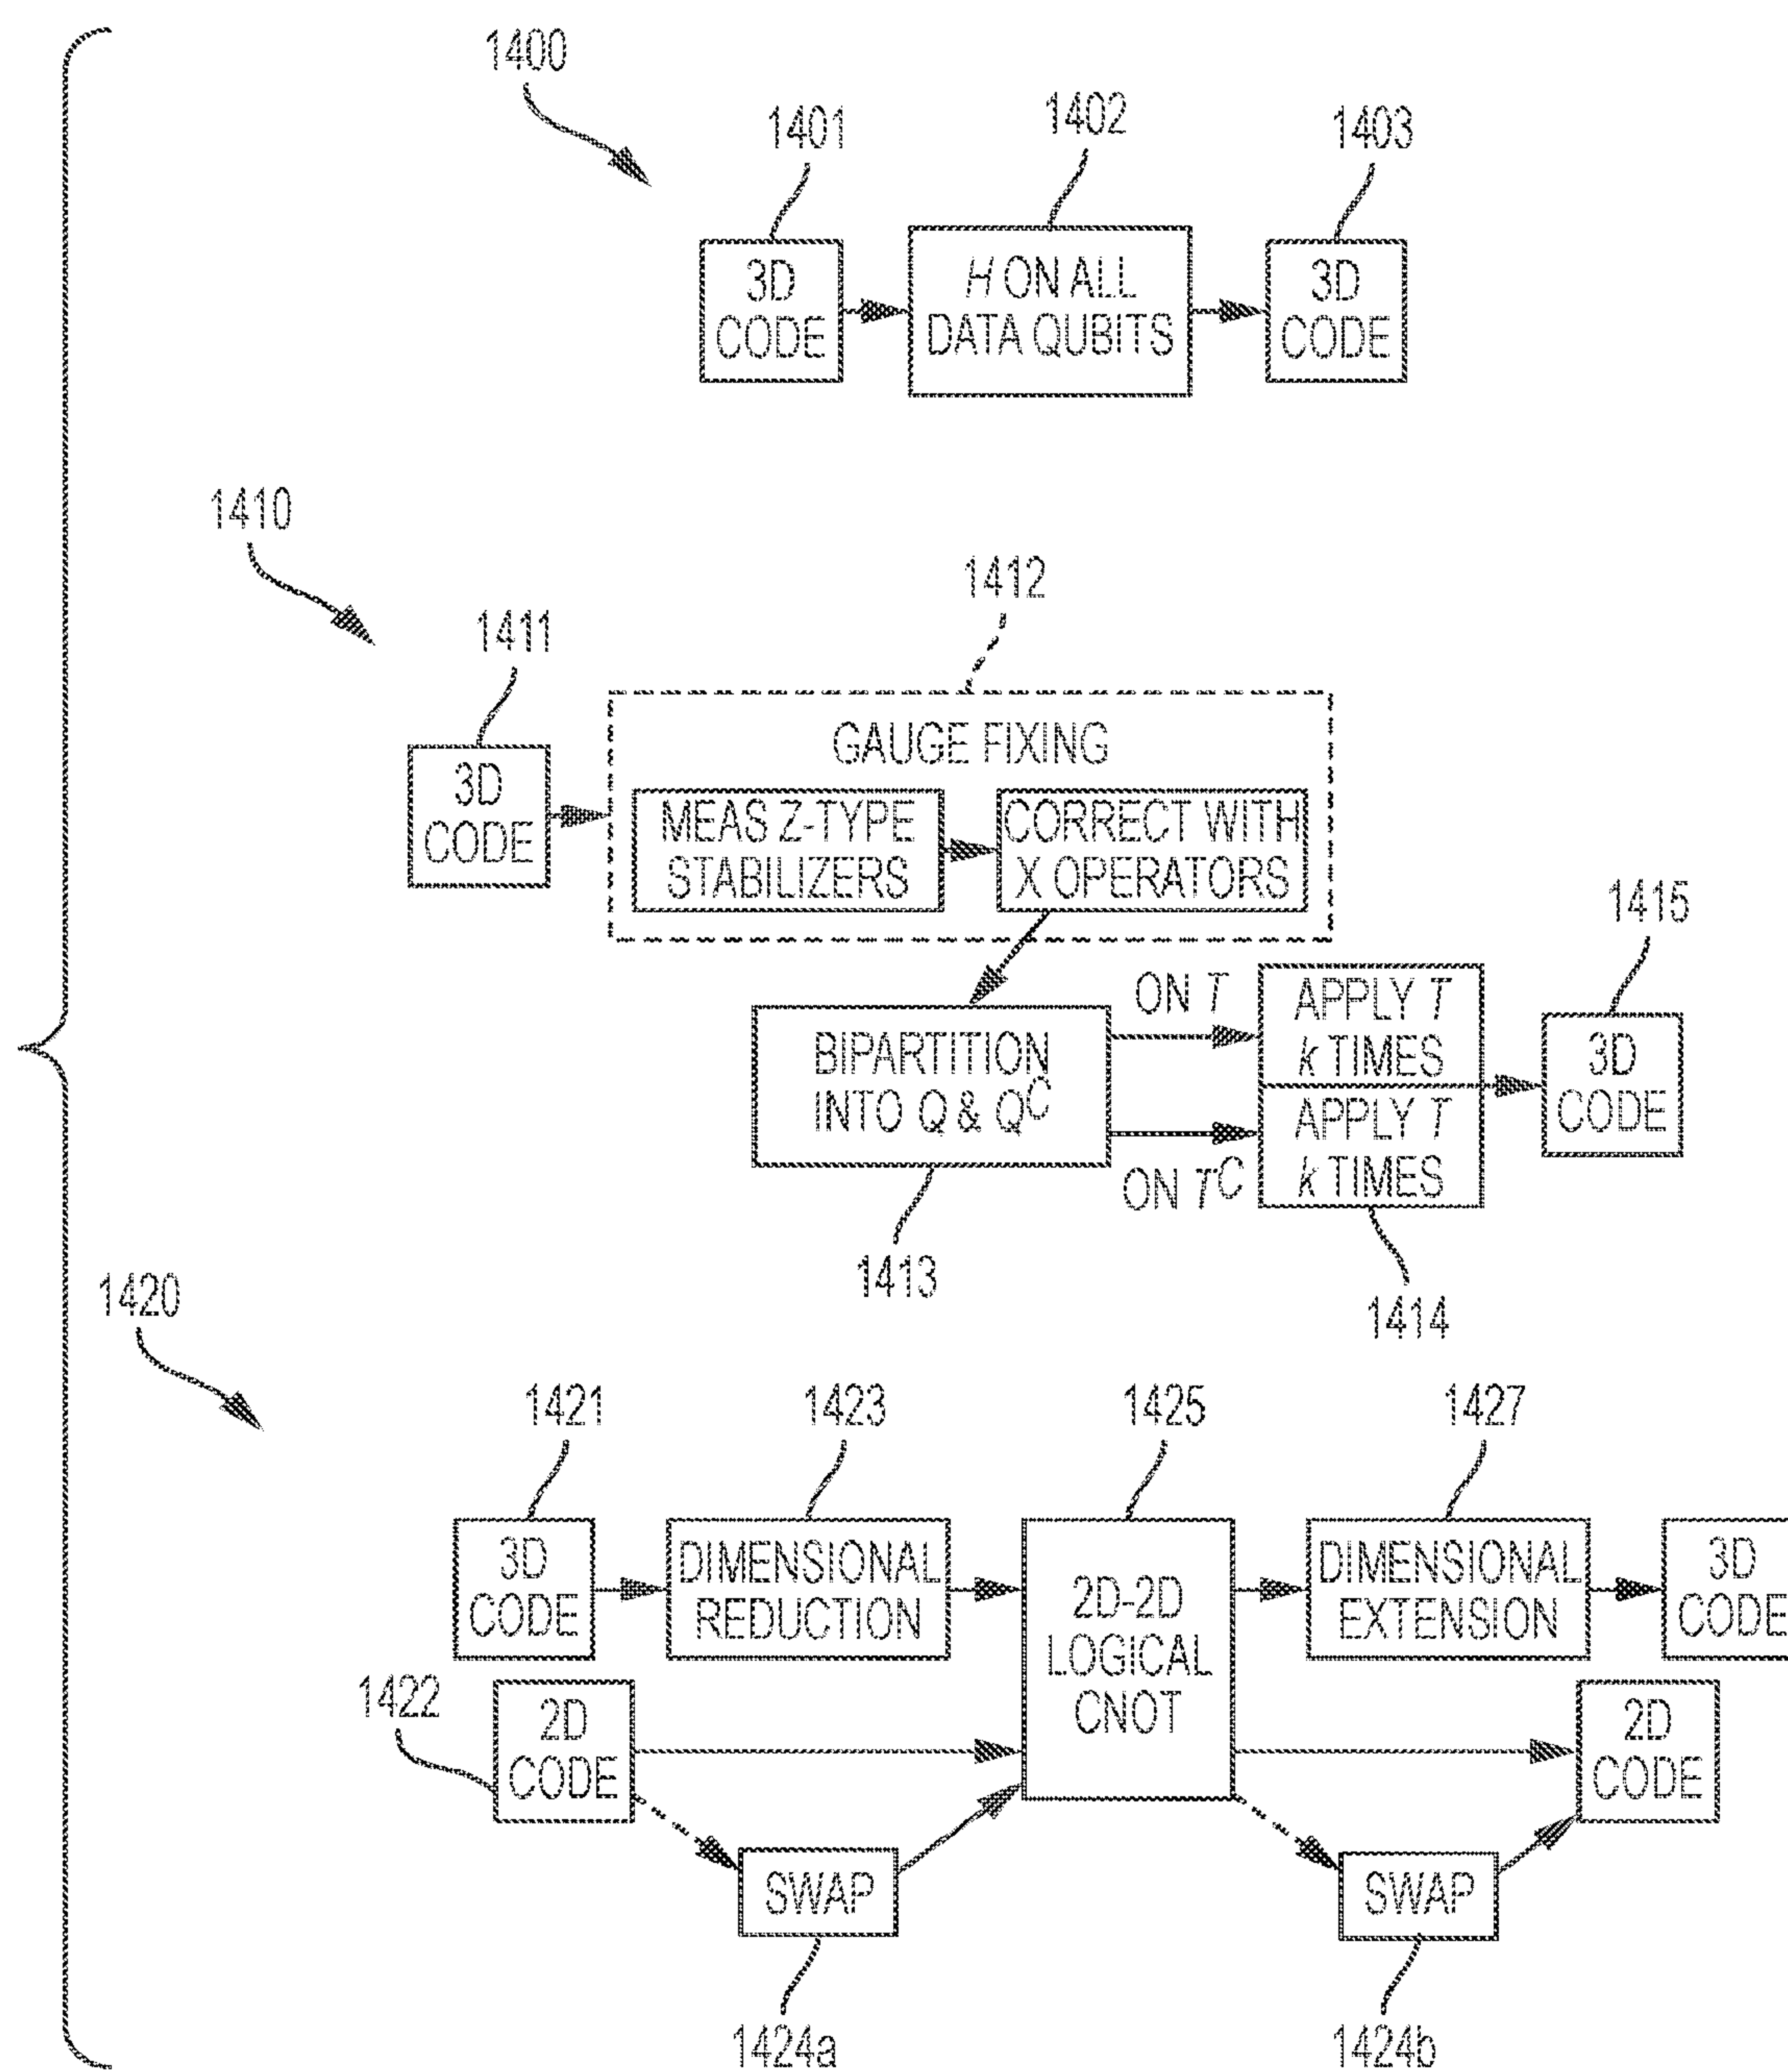 1400
1401
1402
1403
3D
CODE
H ON ALL
DATA QUBITS
3D
CODE
1410
1411
1412
3D
CODE
GAUGE FIXING
MEAS Z-TYPE
STABILIZERS
CORRECT WITH
X OPERATORS
1415
BIPARTITION
INTO Q & Q^C
ON T
APPLY T
k TIMES
ON T^C
APPLY T
k TIMES
3D
CODE
1413
1414
1420
1421
1423
1425
1427
3D
CODE
DIMENSIONAL
REDUCTION
2D-2D
LOGICAL
CNOT
DIMENSIONAL
EXTENSION
3D
CODE
1422
2D
CODE
2D
CODE
SWAP
SWAP
1424a
1424b